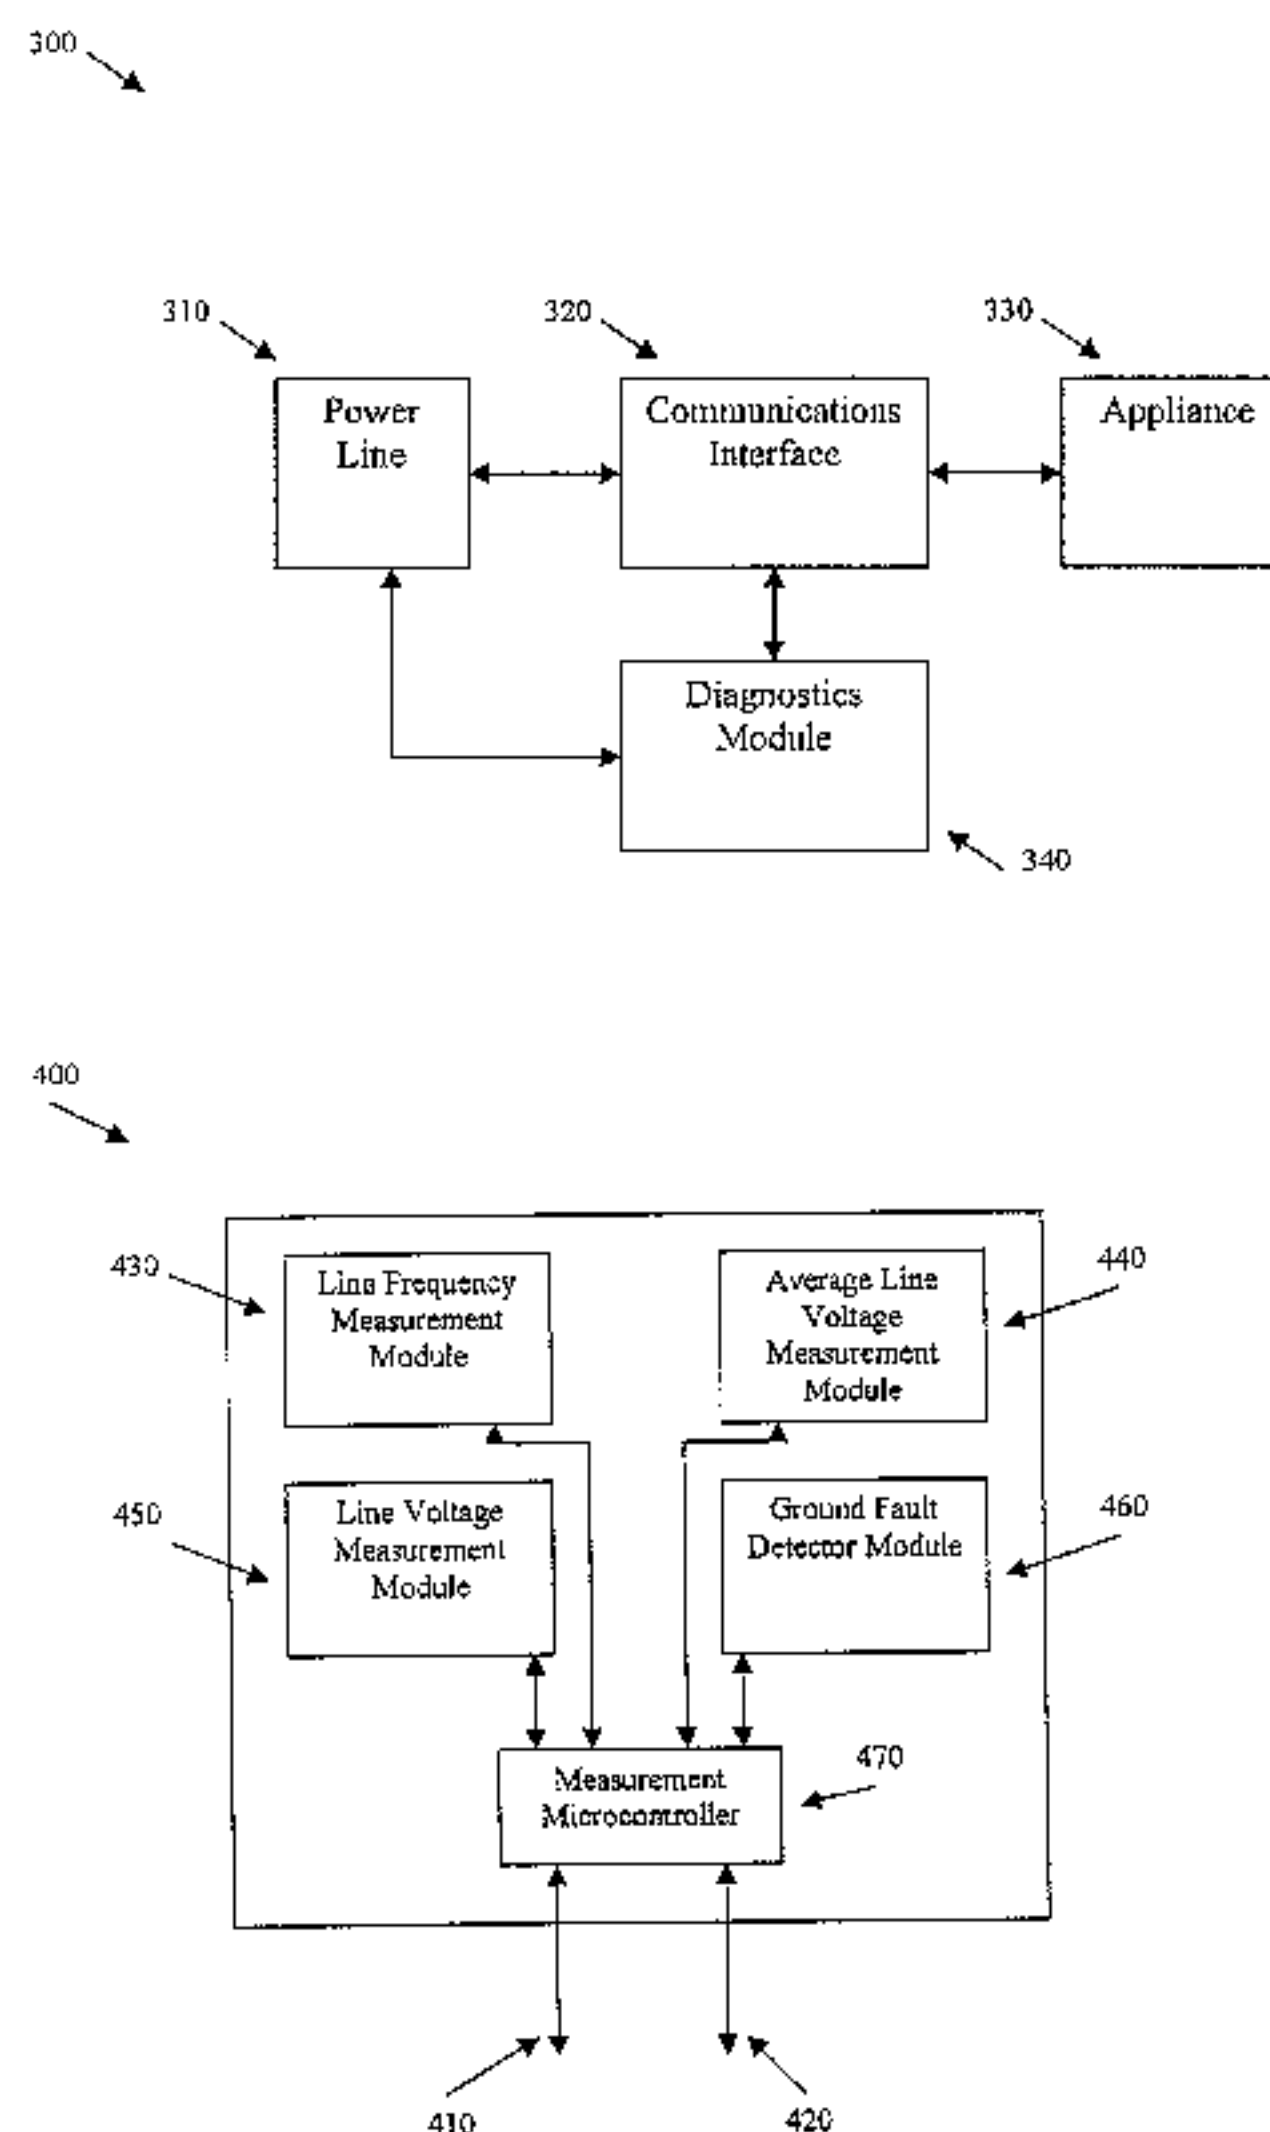 300
310
320
330
Power
Line
Communications
Interface
Appliance
Diagnostics
Module
340
400
430
Line Frequency
Measurement
Module
Average Line
Voltage
Measurement
Module
440
450
Line Voltage
Measurement
Module
Ground Fault
Detector Module
460
470
Measurement
Microcontroller
410
420